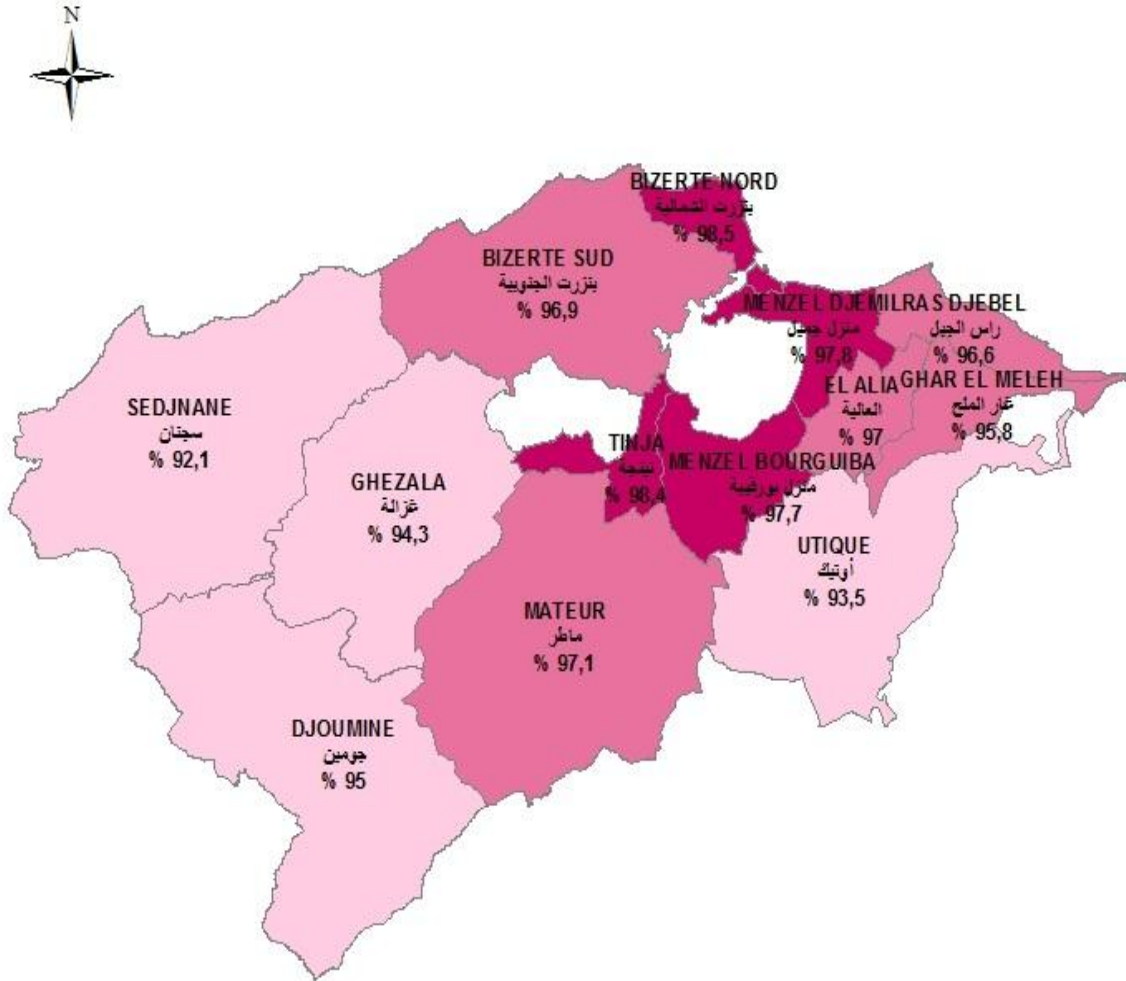 N
BIZERTE NORD
بنزرت الشمالية
% 98,5
BIZERTE SUD
بنزرت الجنوبية
% 96,9
MENZEL DJEMIL
منزل جميل
% 97,8
RAS DJEBEL
راس الجبل
% 96,6
SEDJNANE
سجنان
% 92,1
EL ALIA
العالية
% 97
GHAR EL MELEH
غار الملح
% 95,8
TINJA
تينجة
% 98,4
MENZEL BOURGUIBA
منزل بورقيبة
% 97,7
GHEZALA
غزالة
% 94,3
UTIQUE
أوتيك
% 93,5
MATEUR
ماطر
% 97,1
DJOUMINE
جومين
% 95